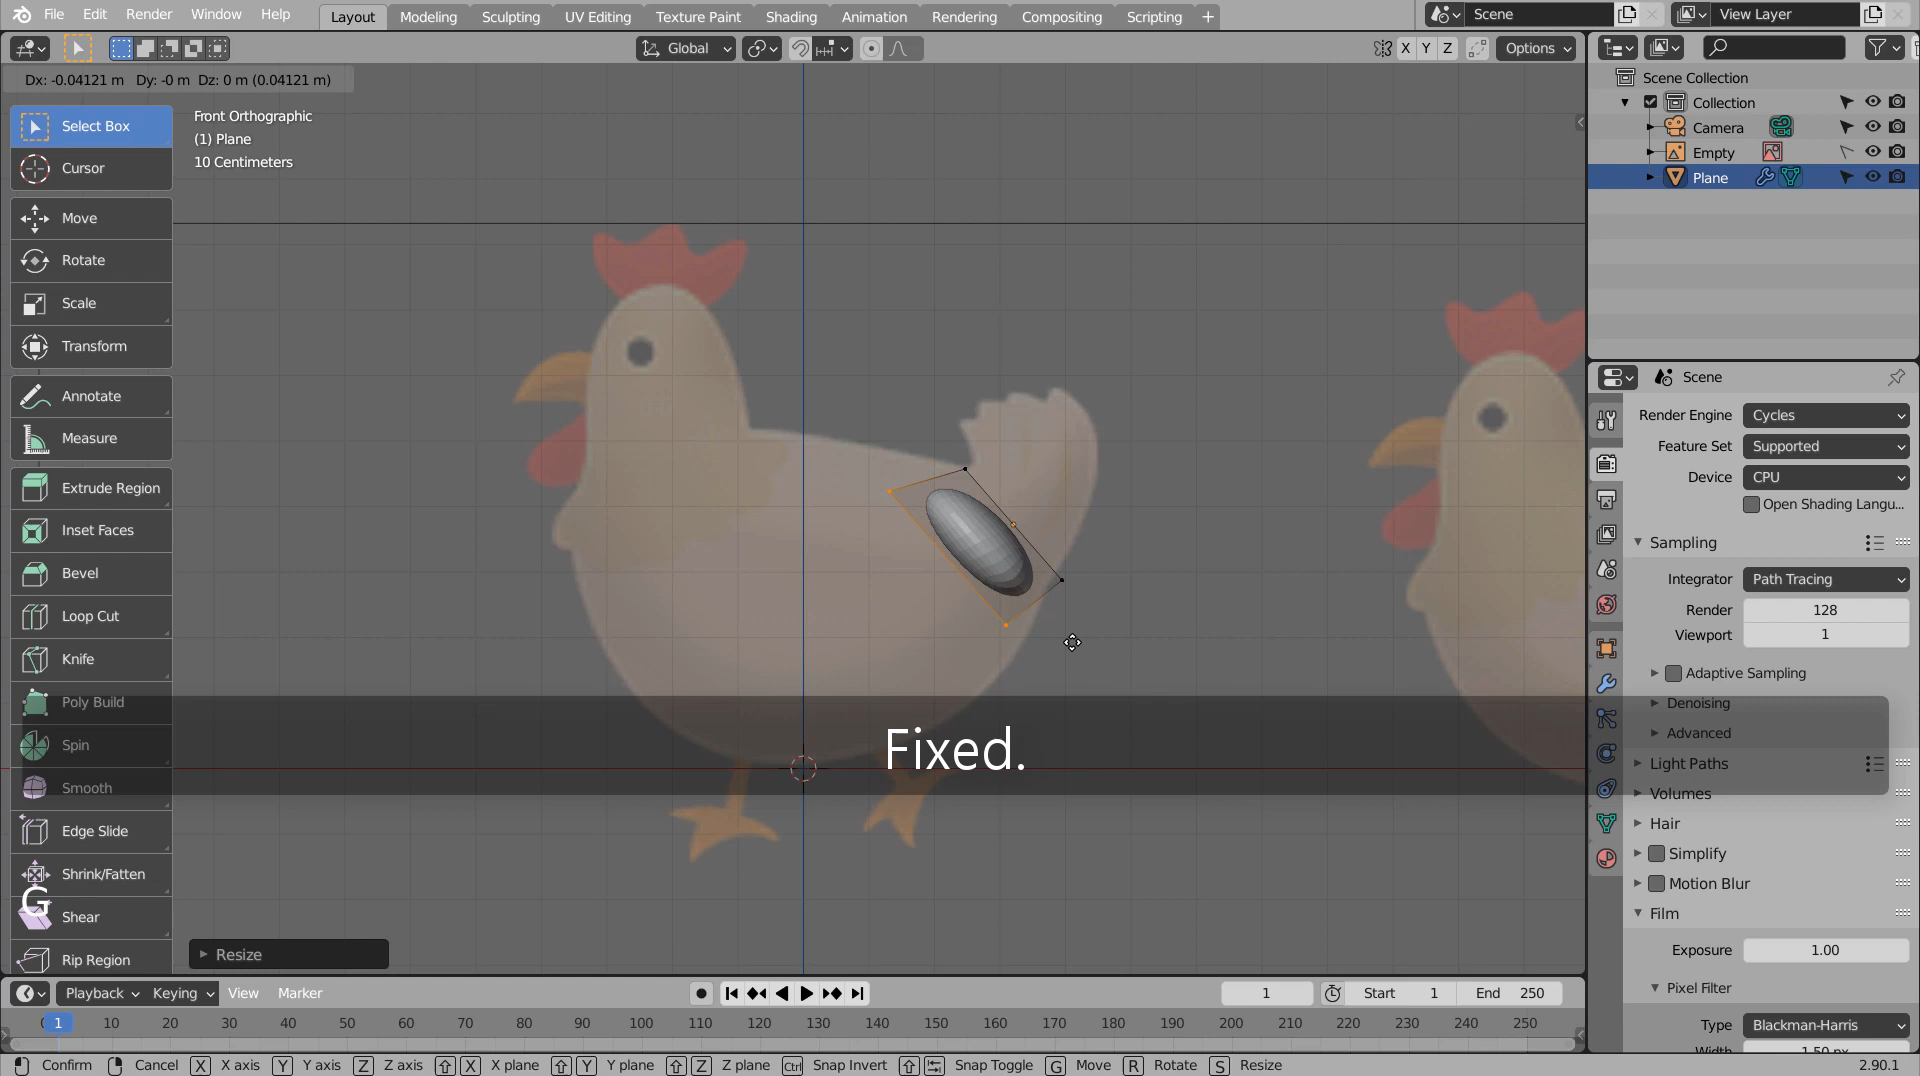 File Edit Render Window Help Layout Modeling Sculpting UV Editing Texture Paint Shading Animation Rendering Compositing Scripting + Scene View Layer
Global X Y Z Options
Dx: -0.04121 m Dy: -0 m Dz: 0 m (0.04121 m)
Front Orthographic
(1) Plane
10 Centimeters
Select Box
Cursor
Move
Rotate
Scale
Transform
Annotate
Measure
Extrude Region
Inset Faces
Bevel
Loop Cut
Knife
Poly Build
Spin
Smooth
Edge Slide
Shrink/Fatten
Shear
Rip Region
G
Fixed.
Resize
Scene Collection
Collection
Camera
Empty
Plane
Scene
Render Engine Cycles
Feature Set Supported
Device CPU
Open Shading Langu...
Sampling
Integrator Path Tracing
Render 128
Viewport 1
Adaptive Sampling
Denoising
Advanced
Light Paths
Volumes
Hair
Simplify
Motion Blur
Film
Exposure 1.00
Pixel Filter
Type Blackman-Harris
Width 1.50 px
Playback Keying View Marker 1 Start 1 End 250
1 10 20 30 40 50 60 70 80 90 100 110 120 130 140 150 160 170 180 190 200 210 220 230 240 250
Confirm Cancel X X axis Y Y axis Z Z axis X X plane Y Y plane Z Z plane Ctrl Snap Invert Snap Toggle G Move R Rotate S Resize 2.90.1